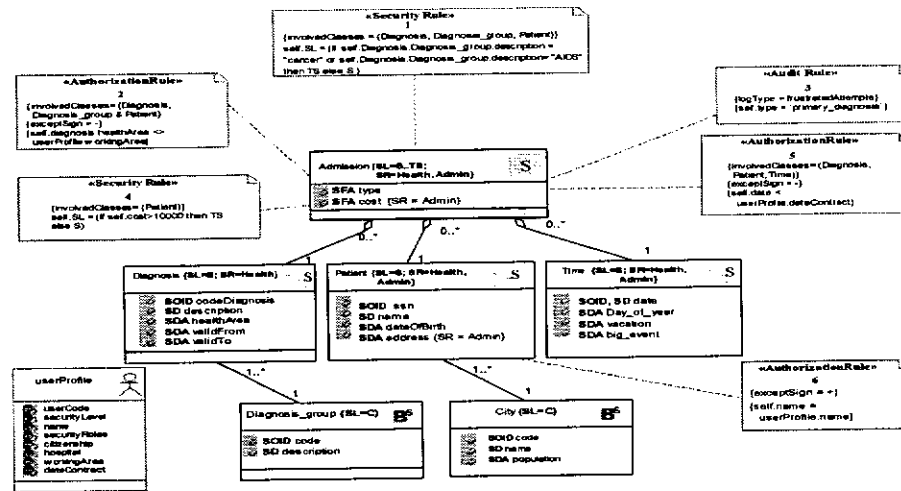 «Security Rule»
1
{involvedClasses = (Diagnosis, Diagnosis_group, Patient)}
self.SL = (if self.Diagnosis.Diagnosis_group.description =
"cancer" or self.Diagnosis.Diagnosis_group.description= "AIDS"
then TS else S )
«AuthorizationRule»
2
{involvedClasses= (Diagnosis,
Diagnosis_group & Patient)
{exceptSign = -}
{self.diagnosis.healthArea <>
userProfile.workingArea}
«Audit Rule»
3
{logType = frustratedAttempts}
{self.type = 'primary_diagnosis'}
«Security Rule»
4
{involvedClasses = (Patient)}
self.SL = (if self.cost>10000 then TS
else S)
«AuthorizationRule»
5
{involvedClasses= (Diagnosis,
Patient, Time)}
{exceptSign = -}
{self.date <
userProfile.dateContract}
Admission {SL=S..TS;
SR=Health, Admin}
S
SFA type
SFA cost {SR = Admin}
0..*
0..*
0..*
1
1
1
Diagnosis {SL=S; SR=Health}
S
SOID codeDiagnosis
SD description
SDA healthArea
SDA validFrom
SDA validTo
Patient {SL=S; SR=Health,
Admin}
S
SOID ssn
SD name
SDA dateOfBirth
SDA address {SR = Admin}
Time {SL=S; SR=Health,
Admin}
S
SOID, SD date
SDA Day_of_year
SDA vacation
SDA big_event
1..*
1
1..*
1
userProfile
userCode
securityLevel
name
securityRoles
citizenship
hospital
workingArea
dateContract
Diagnosis_group {SL=C}
BS
SOID code
SD description
City {SL=C}
BS
SOID code
SD name
SDA population
«AuthorizationRule»
6
{exceptSign = +}
{self.name =
userProfile.name}